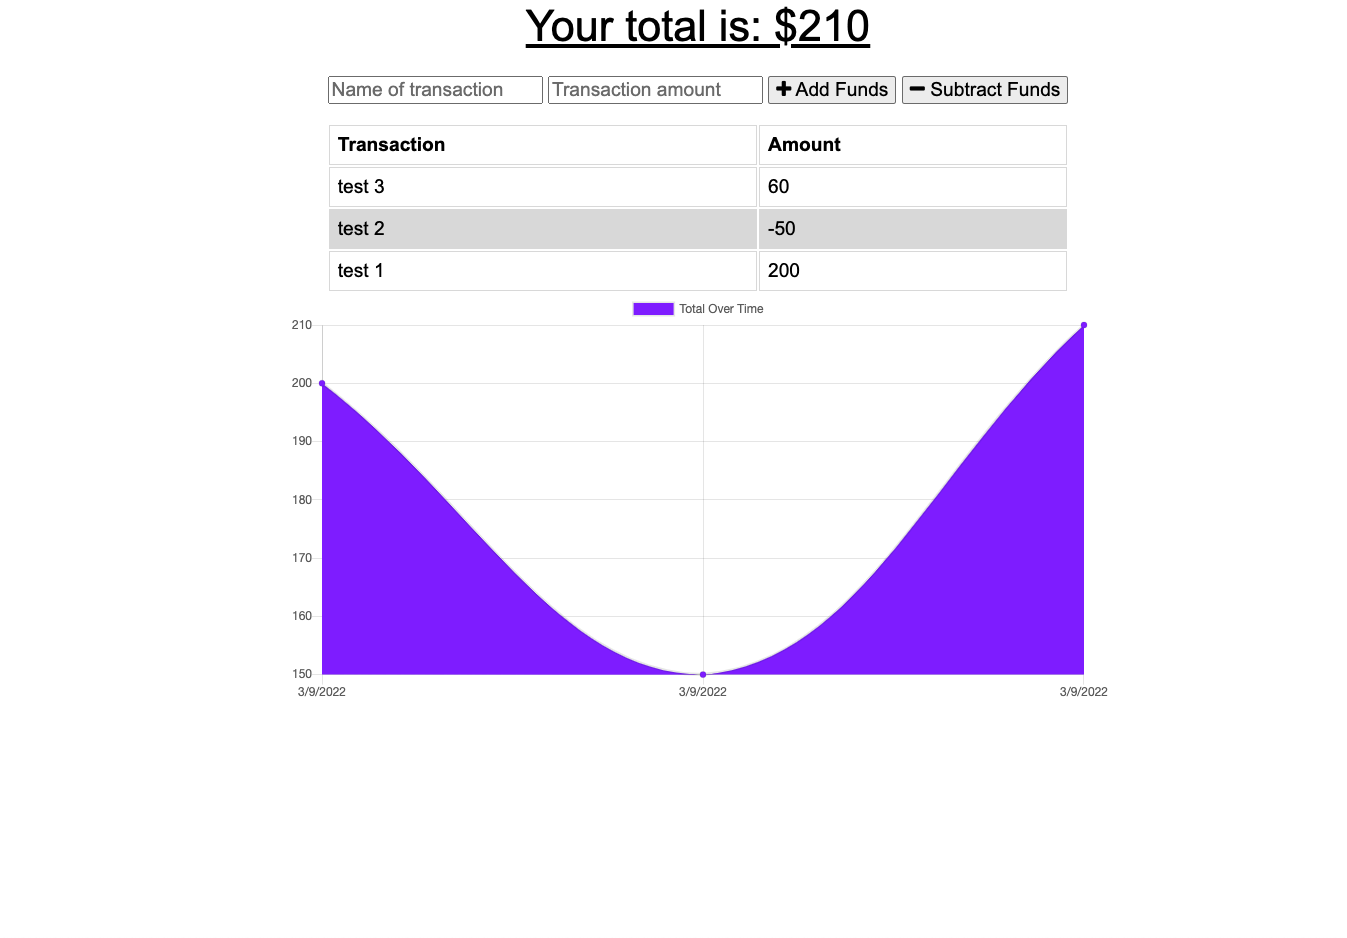 Your total is: $210
Name of transaction Transaction amount Add Funds Subtract Funds
Transaction Amount
test 3 60
test 2 -50
test 1 200
Total Over Time
210
200
190
180
170
160
150
3/9/2022 3/9/2022 3/9/2022